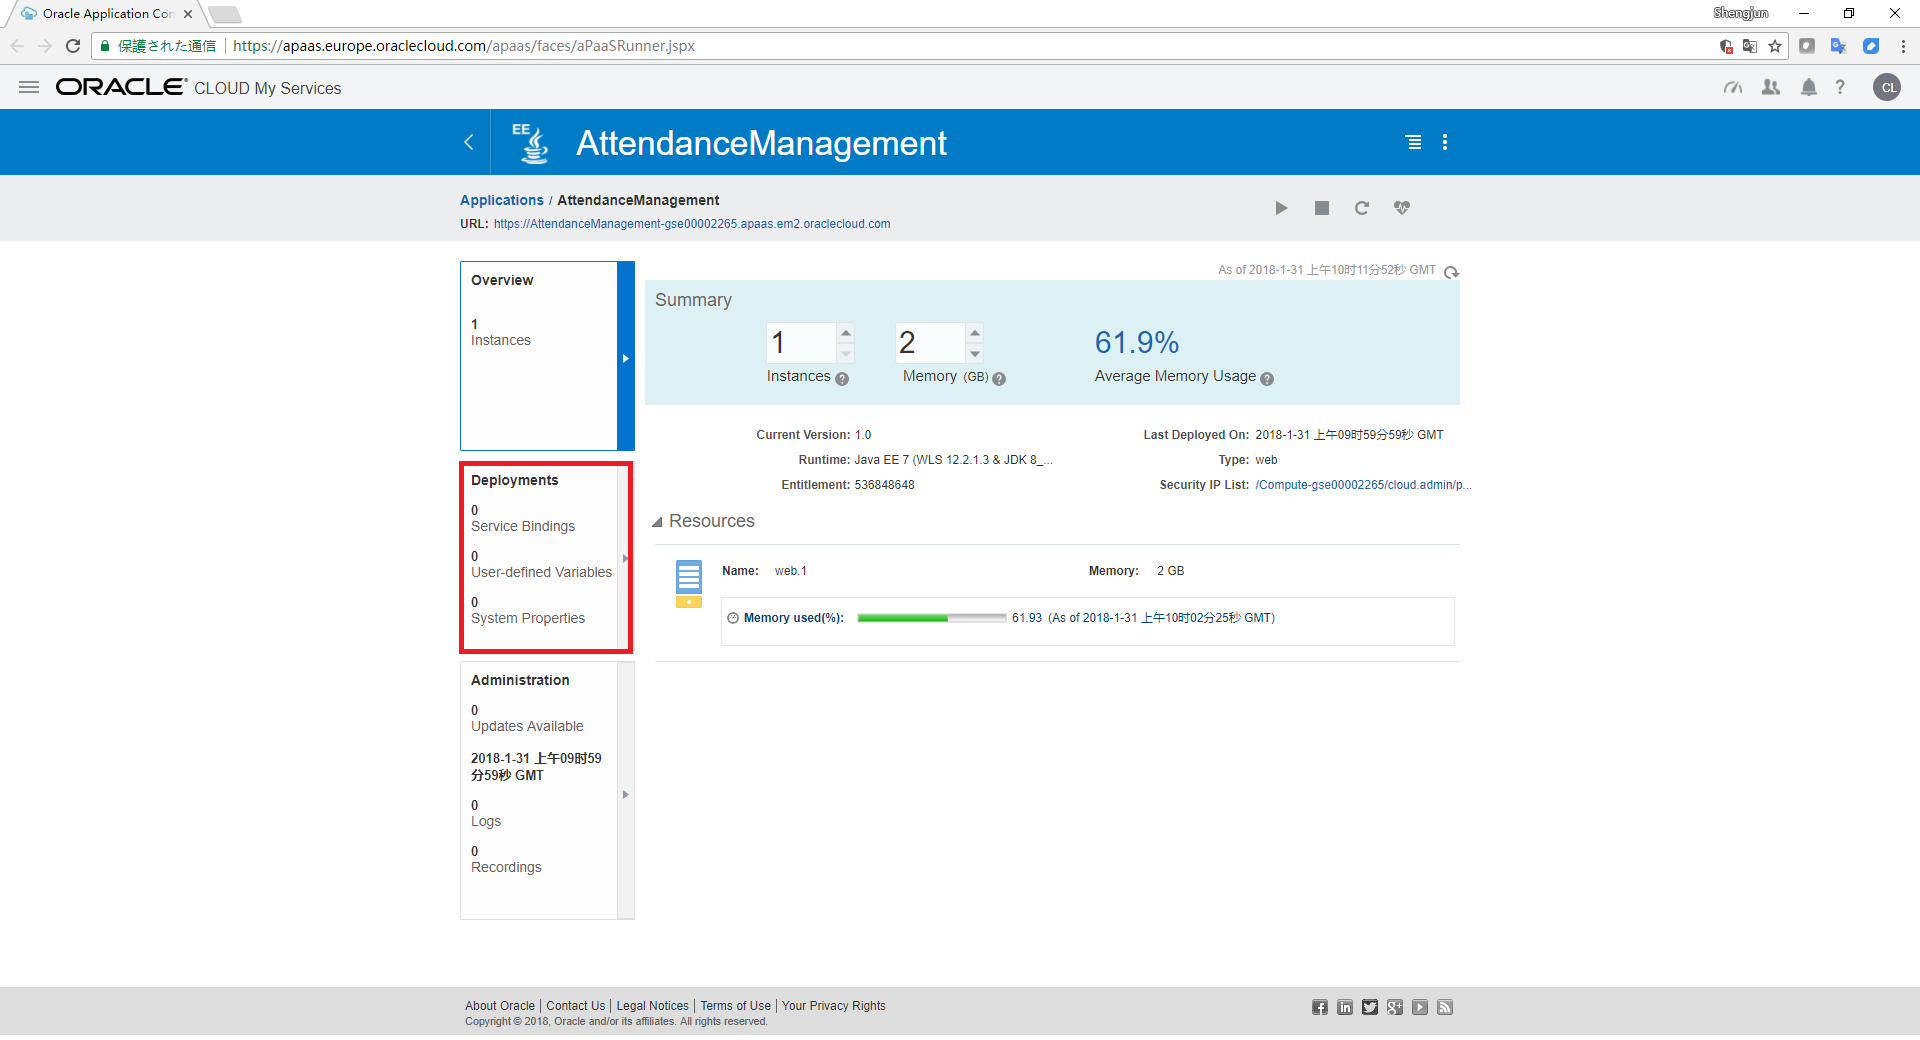 Oracle Application Con
Shengjun
保護された通信
https://apaas.europe.oraclecloud.com/apaas/faces/aPaaSRunner.jspx
ORACLE CLOUD My Services
?
CL
EE
AttendanceManagement
Applications / AttendanceManagement
URL: https://AttendanceManagement-gse00002265.apaas.em2.oraclecloud.com
As of 2018-1-31 上午10时11分52秒 GMT
Overview
1
Instances
Summary
1
2
61.9%
Instances ?
Memory (GB) ?
Average Memory Usage ?
Current Version: 1.0
Last Deployed On: 2018-1-31 上午09时59分59秒 GMT
Runtime: Java EE 7 (WLS 12.2.1.3 & JDK 8_...
Type: web
Entitlement: 536848648
Security IP List: /Compute-gse00002265/cloud.admin/p...
Deployments
0
Service Bindings
0
User-defined Variables
0
System Properties
Resources
Name: web.1
Memory: 2 GB
Memory used(%): 61.93 (As of 2018-1-31 上午10时02分25秒 GMT)
Administration
0
Updates Available
2018-1-31 上午09时59
分59秒 GMT
0
Logs
0
Recordings
About Oracle | Contact Us | Legal Notices | Terms of Use | Your Privacy Rights
Copyright © 2018, Oracle and/or its affiliates. All rights reserved.